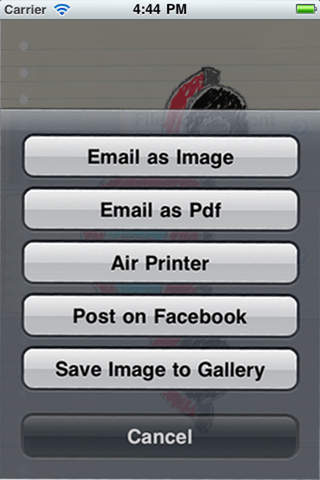 Carrier 4:44 PM
Email as Image
Email as Pdf
Air Printer
Post on Facebook
Save Image to Gallery
Cancel